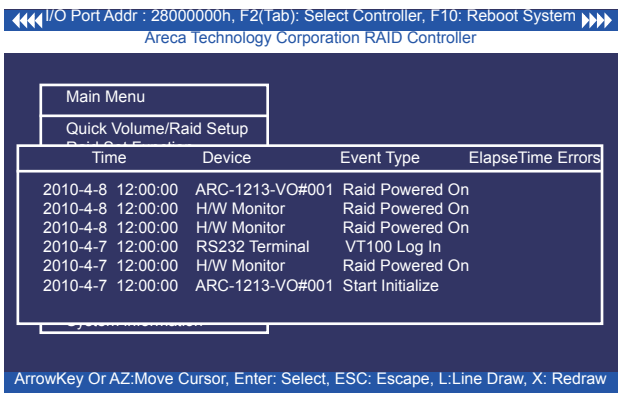 I/O Port Addr : 28000000h, F2(Tab): Select Controller, F10: Reboot System
Areca Technology Corporation RAID Controller
Main Menu
Quick Volume/Raid Setup
Time Device Event Type ElapseTime Errors
2010-4-8 12:00:00 ARC-1213-VO#001 Raid Powered On
2010-4-8 12:00:00 H/W Monitor Raid Powered On
2010-4-8 12:00:00 H/W Monitor Raid Powered On
2010-4-7 12:00:00 RS232 Terminal VT100 Log In
2010-4-7 12:00:00 H/W Monitor Raid Powered On
2010-4-7 12:00:00 ARC-1213-VO#001 Start Initialize
System Information
ArrowKey Or AZ:Move Cursor, Enter: Select, ESC: Escape, L:Line Draw, X: Redraw